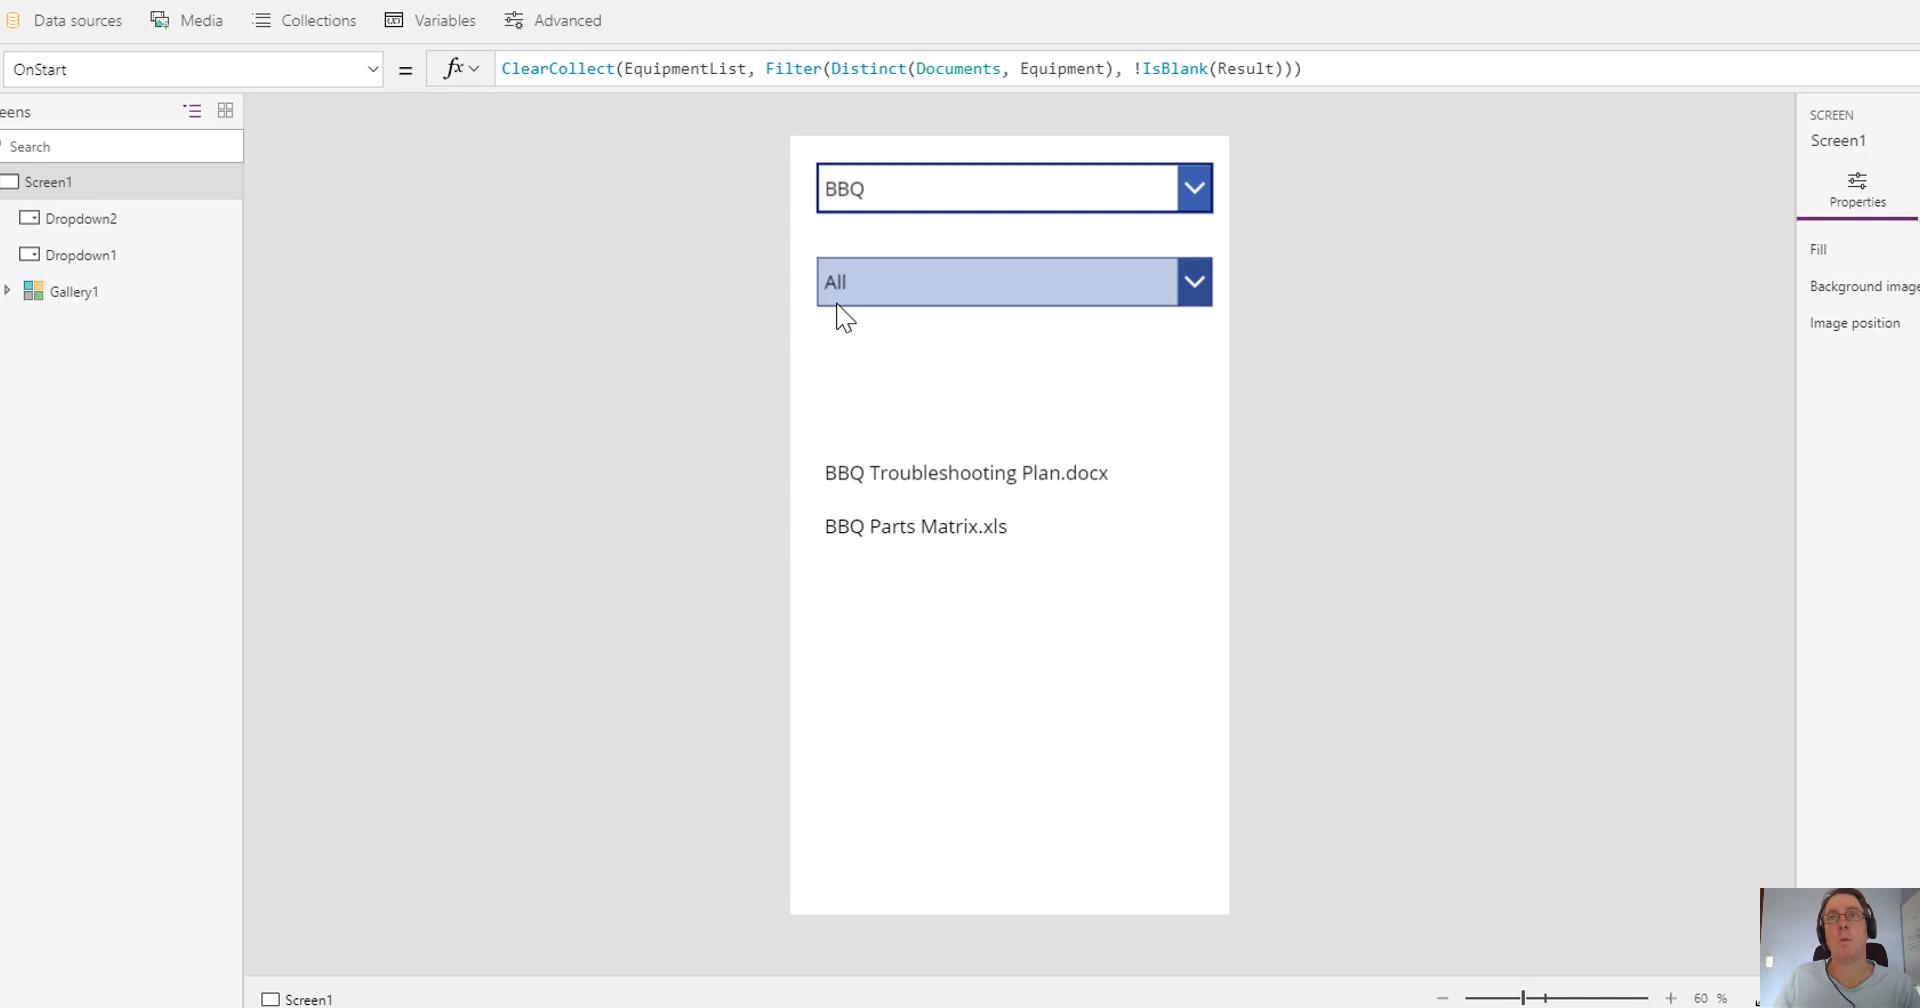 Data sources
Media
Collections
Variables
Advanced
OnStart
=
fx
ClearCollect(EquipmentList, Filter(Distinct(Documents, Equipment), !IsBlank(Result)))
eens
Search
Screen1
Dropdown2
Dropdown1
Gallery1
BBQ
All
BBQ Troubleshooting Plan.docx
BBQ Parts Matrix.xls
SCREEN
Screen1
Properties
Fill
Background image
Image position
Screen1
60 %